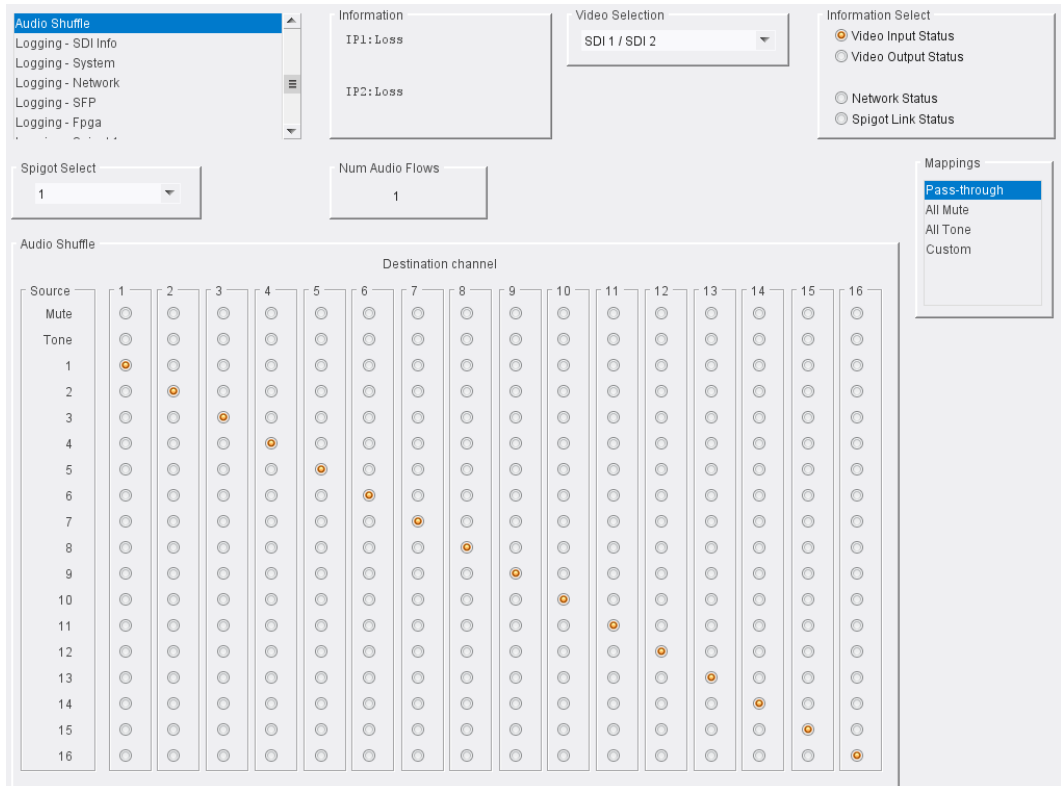 Audio Shuffle
Logging - SDI Info
Logging - System
Logging - Network
Logging - SFP
Logging - Fpga
Information
IP1:Loss
IP2:Loss
Video Selection
SDI 1 / SDI 2
Information Select
Video Input Status
Video Output Status
Network Status
Spigot Link Status
Spigot Select
1
Num Audio Flows
1
Mappings
Pass-through
All Mute
All Tone
Custom
Audio Shuffle
Destination channel
Source 1 2 3 4 5 6 7 8 9 10 11 12 13 14 15 16
Mute
Tone
1
2
3
4
5
6
7
8
9
10
11
12
13
14
15
16